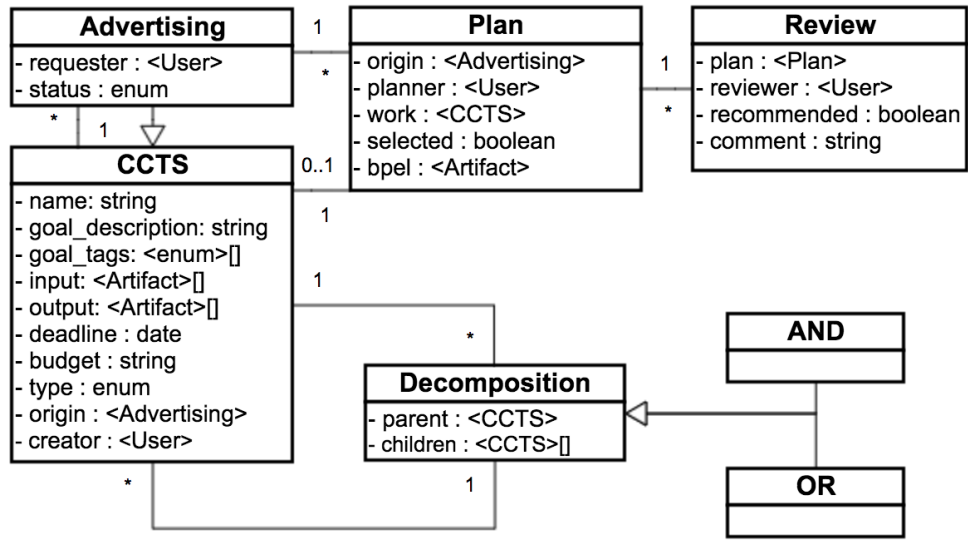 Advertising
- requester : <User>
- status : enum
1
*
Plan
- origin : <Advertising>
- planner : <User>
- work : <CCTS>
- selected : boolean
- bpel : <Artifact>
1
*
Review
- plan : <Plan>
- reviewer : <User>
- recommended : boolean
- comment : string
*
1
CCTS
- name: string
- goal_description: string
- goal_tags: <enum>[]
- input: <Artifact>[]
- output: <Artifact>[]
- deadline : date
- budget : string
- type : enum
- origin : <Advertising>
- creator : <User>
0..1
1
1
*
Decomposition
- parent : <CCTS>
- children : <CCTS>[]
*
1
AND
OR